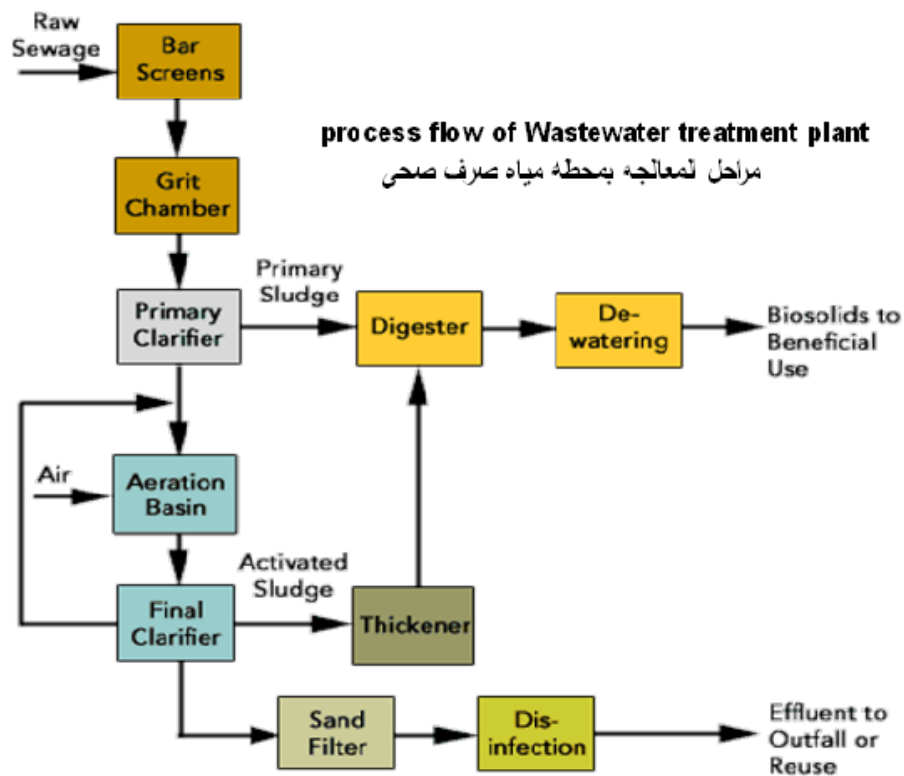 Raw
Sewage
Bar
Screens
process flow of Wastewater treatment plant
مراحل لمعالجه بمحطه مياه صرف صحى
Grit
Chamber
Primary
Sludge
Primary
Clarifier
Digester
De-
watering
Biosolids to
Beneficial
Use
Air
Aeration
Basin
Activated
Sludge
Final
Clarifier
Thickener
Sand
Filter
Dis-
infection
Effluent to
Outfall or
Reuse